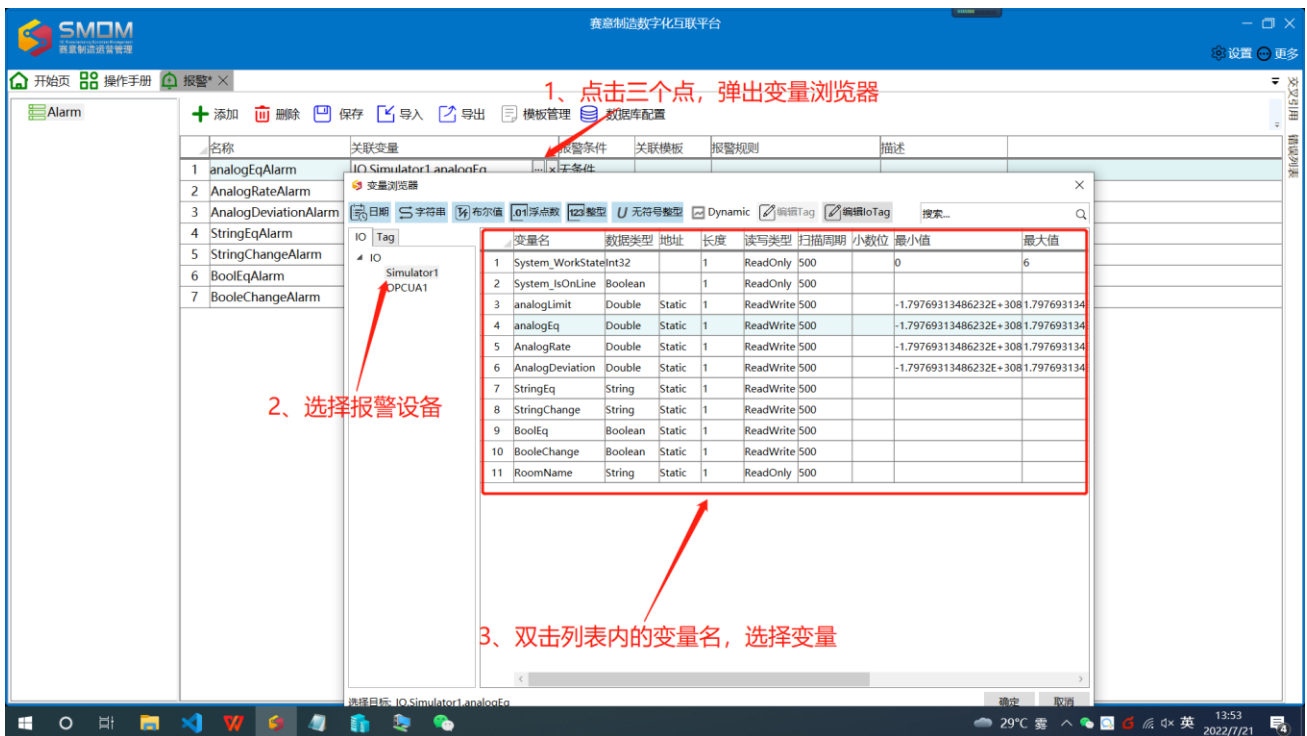 SMOM
赛意制造运营管理
赛意制造数字化互联平台
设置 更多
开始页 操作手册 报警*
1、点击三个点，弹出变量浏览器
交叉引用
错误列表
Alarm
添加 删除 保存 导入 导出 模板管理 数据库配置
名称 关联变量 报警条件 关联模板 报警规则 描述
1 analogEqAlarm IO.Simulator1.analogEq ... × 无条件
2 AnalogRateAlarm
3 AnalogDeviationAlarm
4 StringEqAlarm
5 StringChangeAlarm
6 BoolEqAlarm
7 BooleChangeAlarm
变量浏览器
日期 字符串 布尔值 .01 浮点数 123 整型 U 无符号整型 Dynamic 编辑Tag 编辑IoTag 搜索...
IO Tag
IO
Simulator1
OPCUA1
变量名 数据类型 地址 长度 读写类型 扫描周期 小数位 最小值 最大值
1 System_WorkState Int32 1 ReadOnly 500 0 6
2 System_IsOnLine Boolean 1 ReadOnly 500
3 analogLimit Double Static 1 ReadWrite 500 -1.79769313486232E+308 1.797693134
4 analogEq Double Static 1 ReadWrite 500 -1.79769313486232E+308 1.797693134
5 AnalogRate Double Static 1 ReadWrite 500 -1.79769313486232E+308 1.797693134
6 AnalogDeviation Double Static 1 ReadWrite 500 -1.79769313486232E+308 1.797693134
7 StringEq String Static 1 ReadWrite 500
8 StringChange String Static 1 ReadWrite 500
9 BoolEq Boolean Static 1 ReadWrite 500
10 BooleChange Boolean Static 1 ReadWrite 500
11 RoomName String Static 1 ReadOnly 500
2、选择报警设备
3、双击列表内的变量名，选择变量
选择目标: IO.Simulator1.analogEq
确定 取消
29°C 雾 英 13:53
2022/7/21
4